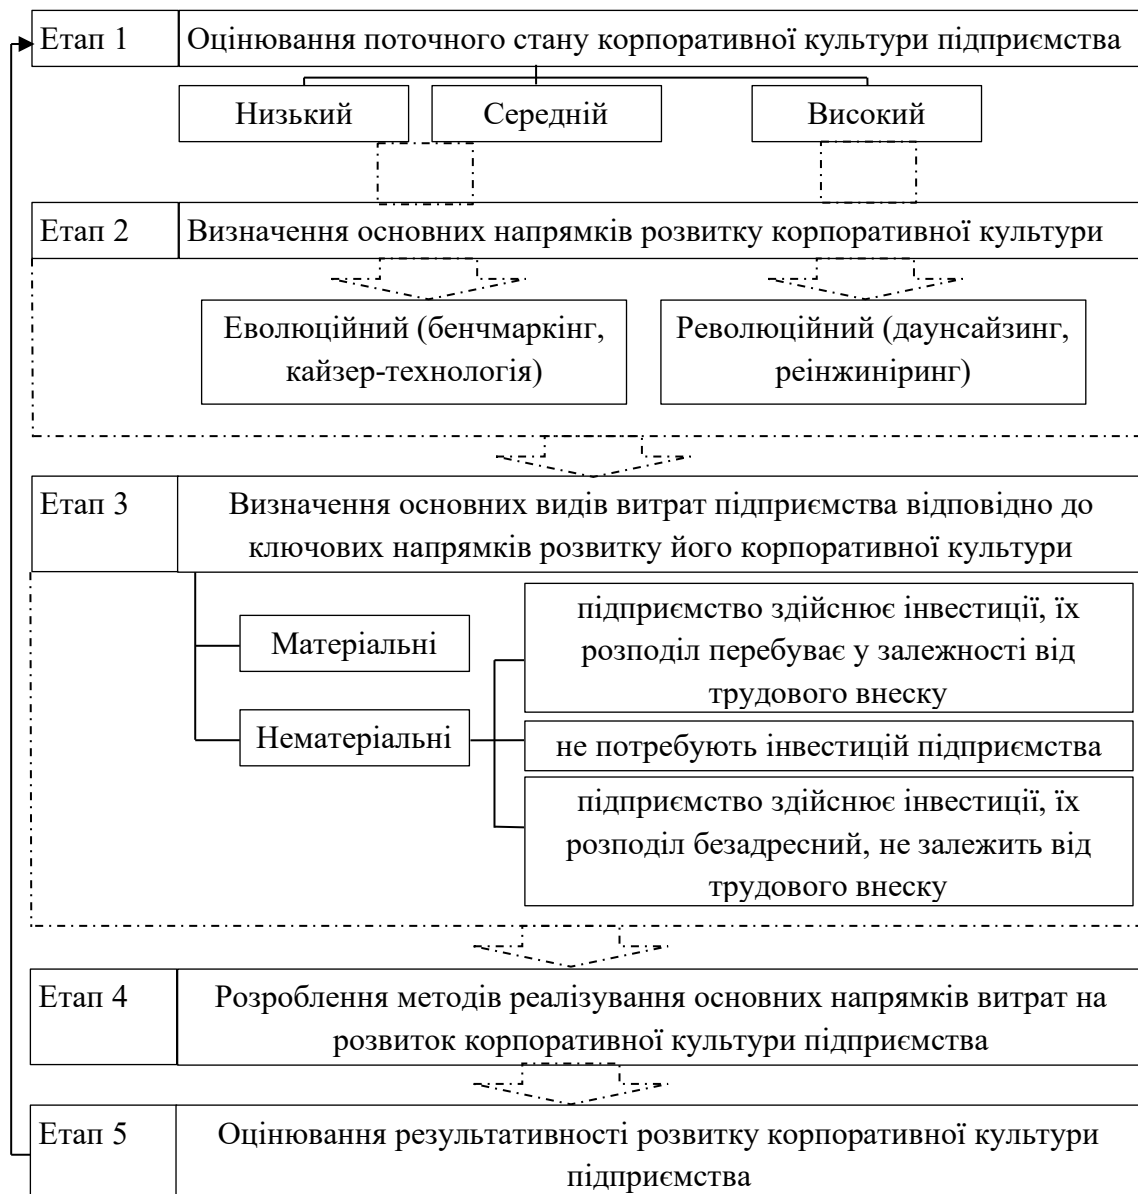 Етап 1
Оцінювання поточного стану корпоративної культури підприємства
Низький
Середній
Високий
Етап 2
Визначення основних напрямків розвитку корпоративної культури
Еволюційний (бенчмаркінг,
кайзер-технологія)
Революційний (даунсайзинг,
реінжиніринг)
Етап 3
Визначення основних видів витрат підприємства відповідно до
ключових напрямків розвитку його корпоративної культури
Матеріальні
Нематеріальні
підприємство здійснює інвестиції, їх
розподіл перебуває у залежності від
трудового внеску
не потребують інвестицій підприємства
підприємство здійснює інвестиції, їх
розподіл безадресний, не залежить від
трудового внеску
Етап 4
Розроблення методів реалізування основних напрямків витрат на
розвиток корпоративної культури підприємства
Етап 5
Оцінювання результативності розвитку корпоративної культури
підприємства